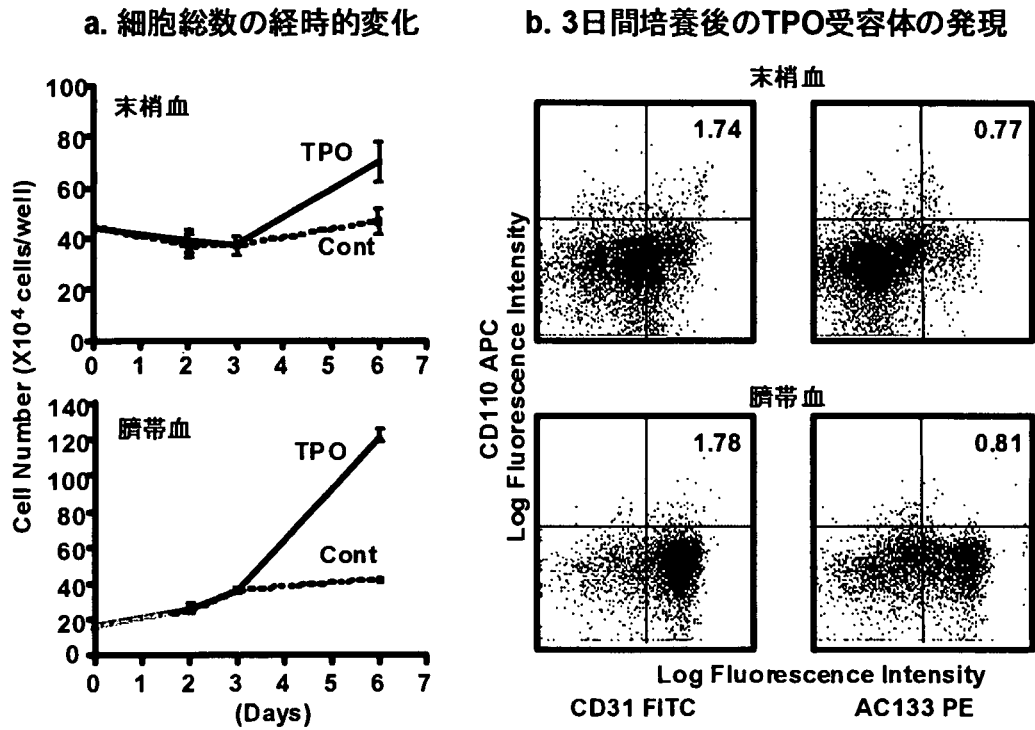 a. 細胞総数の経時的変化
末梢血
100
80
60
40
20
0
TPO
Cont
0 1 2 3 4 5 6 7
臍帯血
140
120
100
80
60
40
20
0
TPO
Cont
0 1 2 3 4 5 6 7
(Days)
Cell Number (X10⁴ cells/well)
b. 3日間培養後のTPO受容体の発現
末梢血
1.74
0.77
臍帯血
1.78
0.81
CD110 APC
Log Fluorescence Intensity
Log Fluorescence Intensity
CD31 FITC
AC133 PE